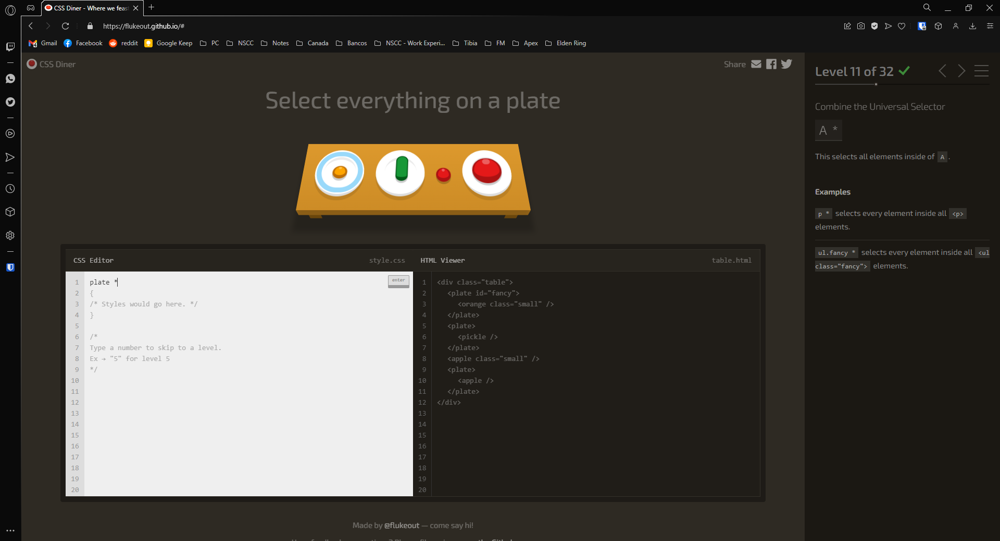 CSS Diner - Where we feas
https://flukeout.github.io/#
Gmail Facebook reddit Google Keep PC NSCC Notes Canada Bancos NSCC - Work Experi... Tibia FM Apex Elden Ring
CSS Diner
Share
Select everything on a plate
CSS Editor style.css
enter
1 plate *
2 {
3 /* Styles would go here. */
4 }
5
6 /*
7 Type a number to skip to a level.
8 Ex → "5" for level 5
9 */
10
11
12
13
14
15
16
17
18
19
20
HTML Viewer table.html
1 <div class="table">
2 <plate id="fancy">
3 <orange class="small" />
4 </plate>
5 <plate>
6 <pickle />
7 </plate>
8 <apple class="small" />
9 <plate>
10 <apple />
11 </plate>
12 </div>
13
14
15
16
17
18
19
20
Made by @flukeout — come say hi!
Level 11 of 32
Combine the Universal Selector
A *
This selects all elements inside of A .
Examples
p * selects every element inside all <p>
elements.
ul.fancy * selects every element inside all <ul
class="fancy"> elements.